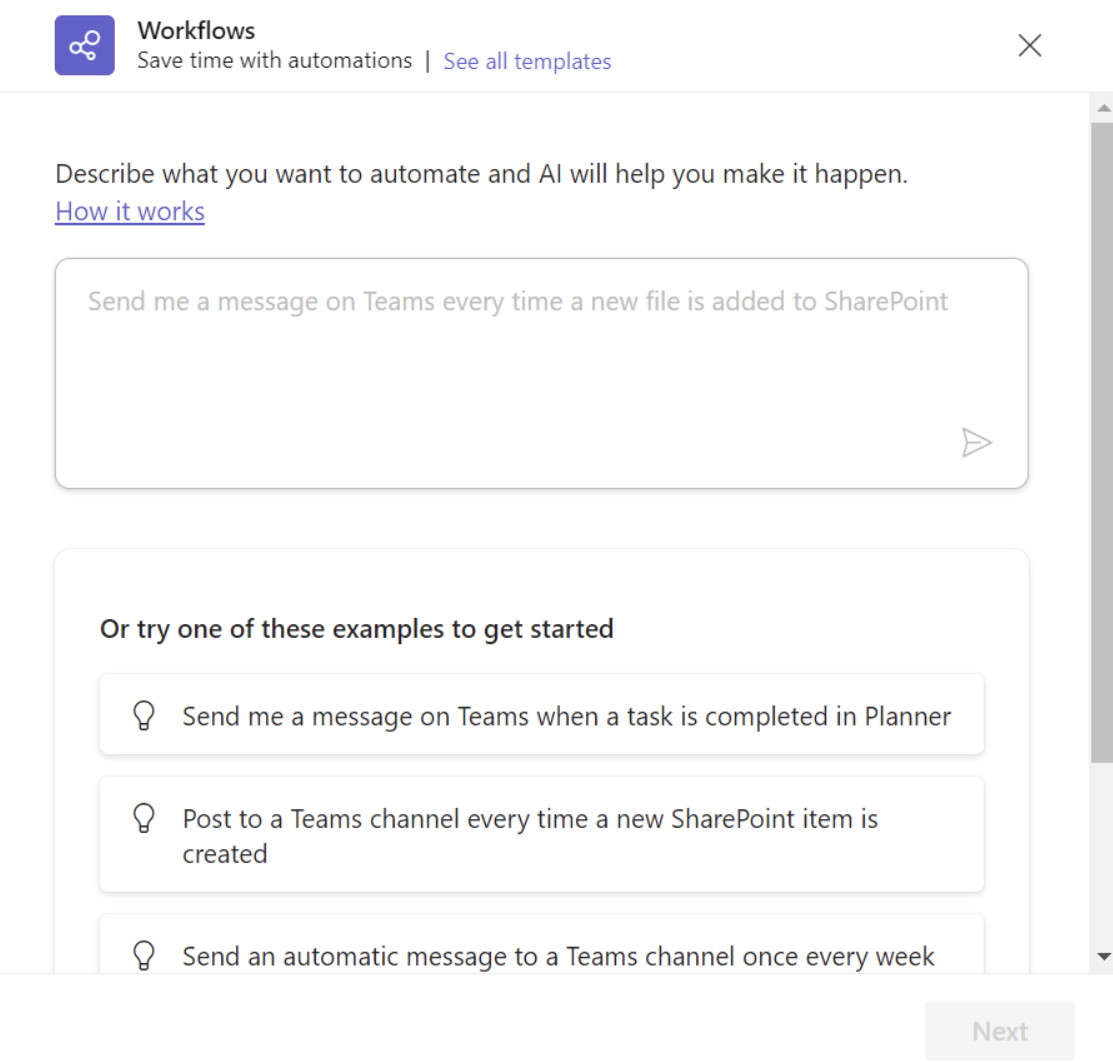 Workflows
Save time with automations | See all templates
Describe what you want to automate and AI will help you make it happen.
How it works
Send me a message on Teams every time a new file is added to SharePoint
Or try one of these examples to get started
Send me a message on Teams when a task is completed in Planner
Post to a Teams channel every time a new SharePoint item is
created
Send an automatic message to a Teams channel once every week
Next